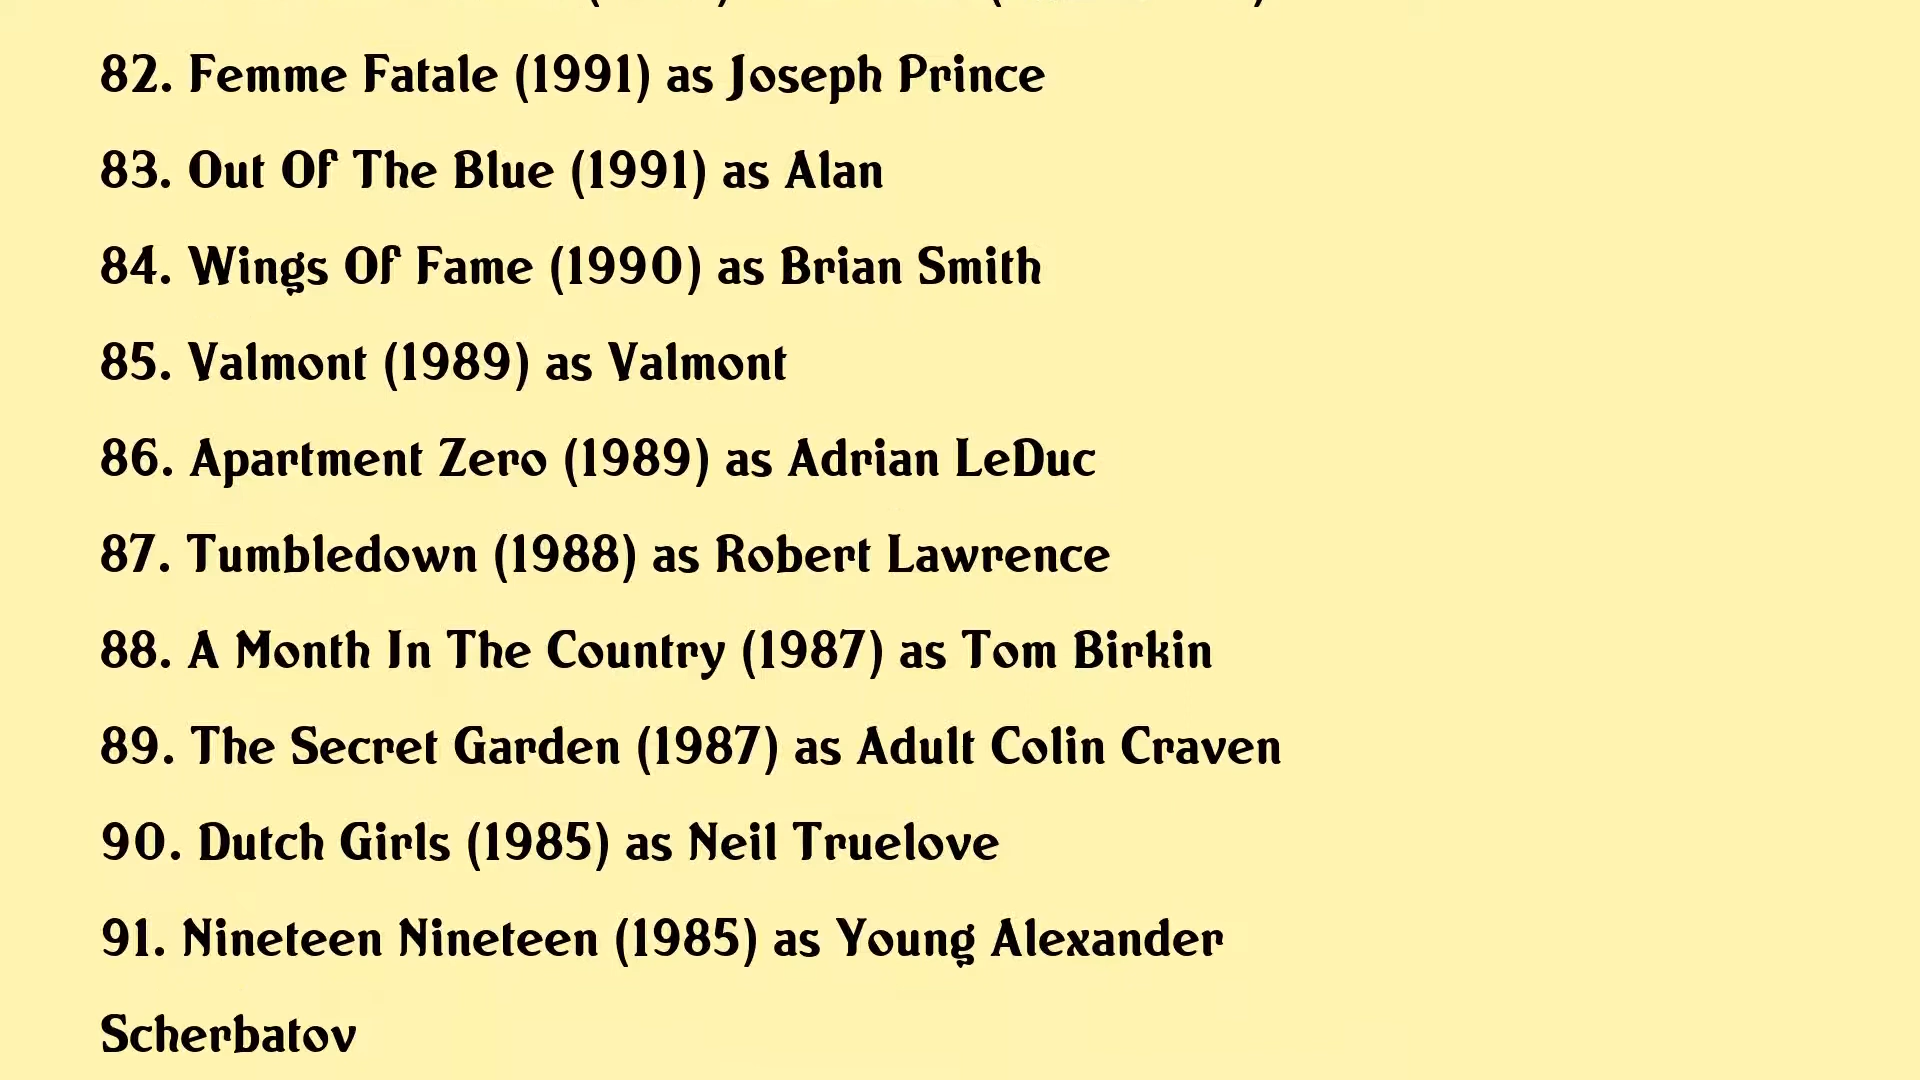 82. Femme Fatale (1991) as Joseph Prince
83. Out Of The Blue (1991) as Alan
84. Wings Of Fame (1990) as Brian Smith
85. Valmont (1989) as Valmont
86. Apartment Zero (1989) as Adrian LeDuc
87. Tumbledown (1988) as Robert Lawrence
88. A Month In The Country (1987) as Tom Birkin
89. The Secret Garden (1987) as Adult Colin Craven
90. Dutch Girls (1985) as Neil Truelove
91. Nineteen Nineteen (1985) as Young Alexander
Scherbatov